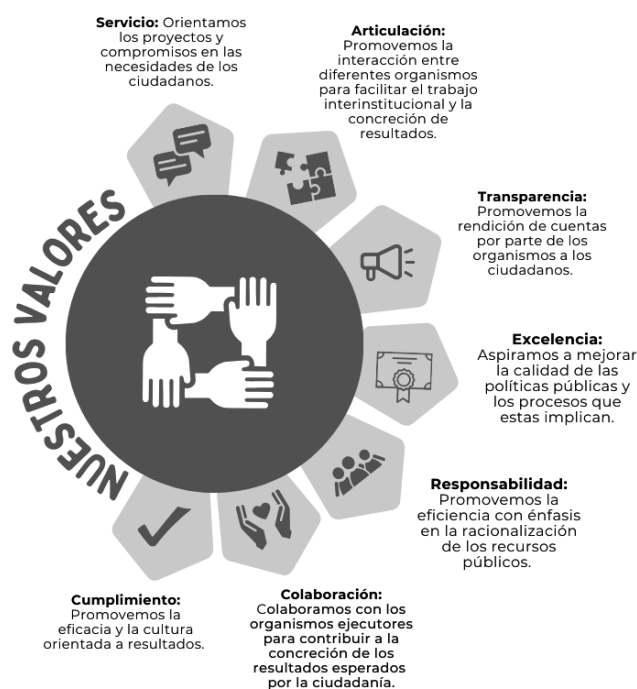 NUESTROS VALORES
Servicio: Orientamos
los proyectos y
compromisos en las
necesidades de los
ciudadanos.
Articulación:
Promovemos la
interacción entre
diferentes organismos
para facilitar el trabajo
interinstitucional y la
concreción de
resultados.
Transparencia:
Promovemos la
rendición de cuentas
por parte de los
organismos a los
ciudadanos.
Excelencia:
Aspiramos a mejorar
la calidad de las
políticas públicas y
los procesos que
estas implican.
Responsabilidad:
Promovemos la
eficiencia con énfasis
en la racionalización
de los recursos
públicos.
Colaboración:
Colaboramos con los
organismos ejecutores
para contribuir a la
concreción de los
resultados esperados
por la ciudadanía.
Cumplimiento:
Promovemos la
eficacia y la cultura
orientada a resultados.